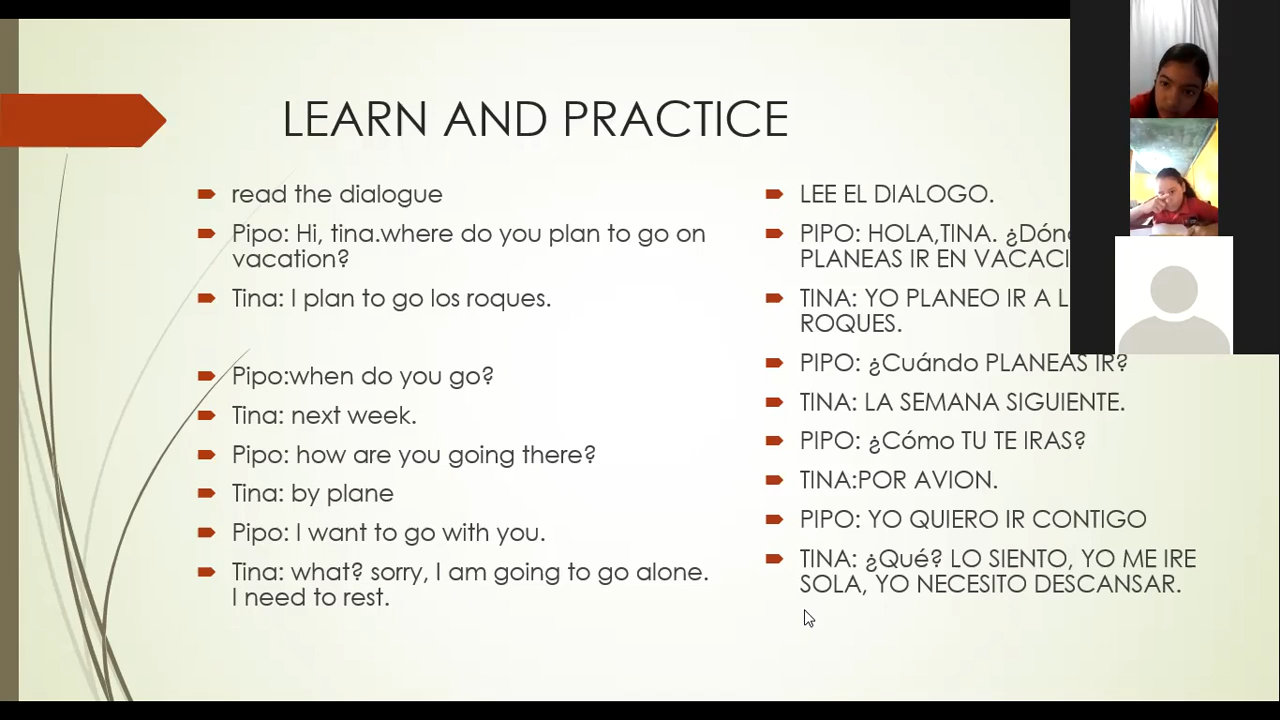 LEARN AND PRACTICE
read the dialogue
Pipo: Hi, tina.where do you plan to go on
vacation?
Tina: I plan to go los roques.
Pipo:when do you go?
Tina: next week.
Pipo: how are you going there?
Tina: by plane
Pipo: I want to go with you.
Tina: what? sorry, I am going to go alone.
I need to rest.
LEE EL DIALOGO.
PIPO: HOLA,TINA. ¿Dón
PLANEAS IR EN VACACI
TINA: YO PLANEO IR A L
ROQUES.
PIPO: ¿Cuándo PLANEAS IR?
TINA: LA SEMANA SIGUIENTE.
PIPO: ¿Cómo TU TE IRAS?
TINA:POR AVION.
PIPO: YO QUIERO IR CONTIGO
TINA: ¿Qué? LO SIENTO, YO ME IRE
SOLA, YO NECESITO DESCANSAR.